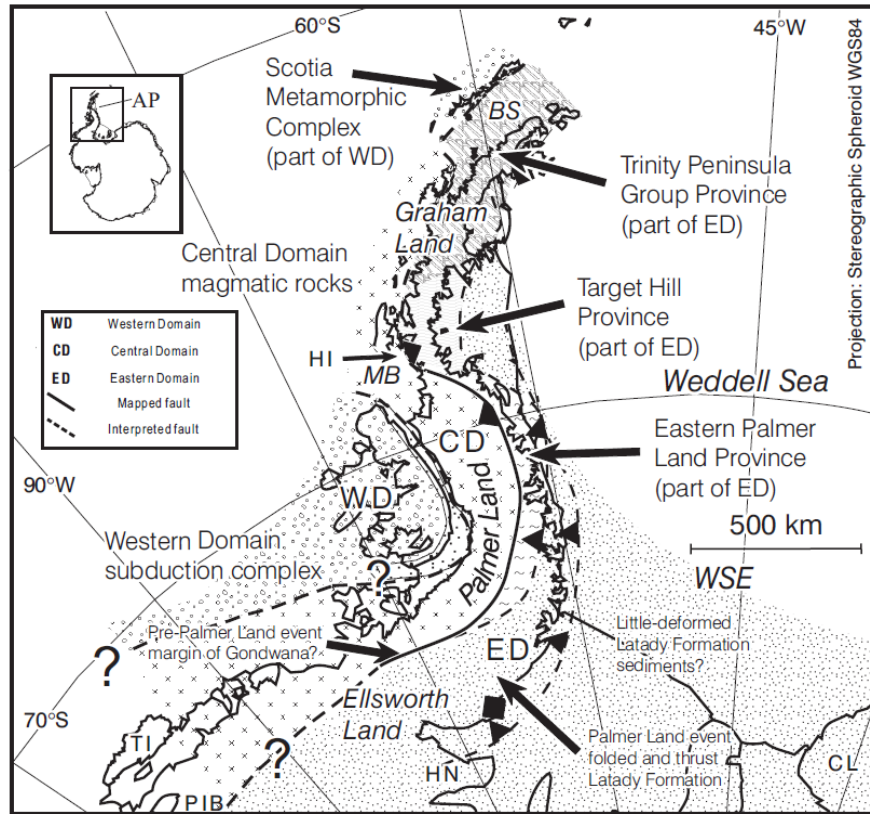 60°S
45°W
Projection: Stereographic Spheroid WGS84
AP
Scotia
Metamorphic
Complex
(part of WD)
BS
Trinity Peninsula
Group Province
(part of ED)
Graham
Land
Central Domain
magmatic rocks
Target Hill
Province
(part of ED)
WD Western Domain
CD Central Domain
ED Eastern Domain
Mapped fault
Interpreted fault
HI
MB
Weddell Sea
CD
Eastern Palmer
Land Province
(part of ED)
90°W
WD
Palmer Land
500 km
Western Domain
subduction complex
?
WSE
Pre-Palmer Land event
margin of Gondwana?
Little-deformed
Latady Formation
sediments?
?
ED
70°S
Ellsworth
Land
TI
?
Palmer Land event
folded and thrust
Latady Formation
HN
CL
PIB